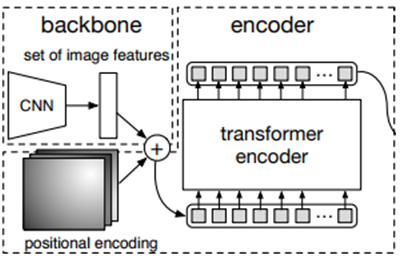 backbone
set of image features
CNN
positional encoding
+
encoder
...
transformer
encoder
...